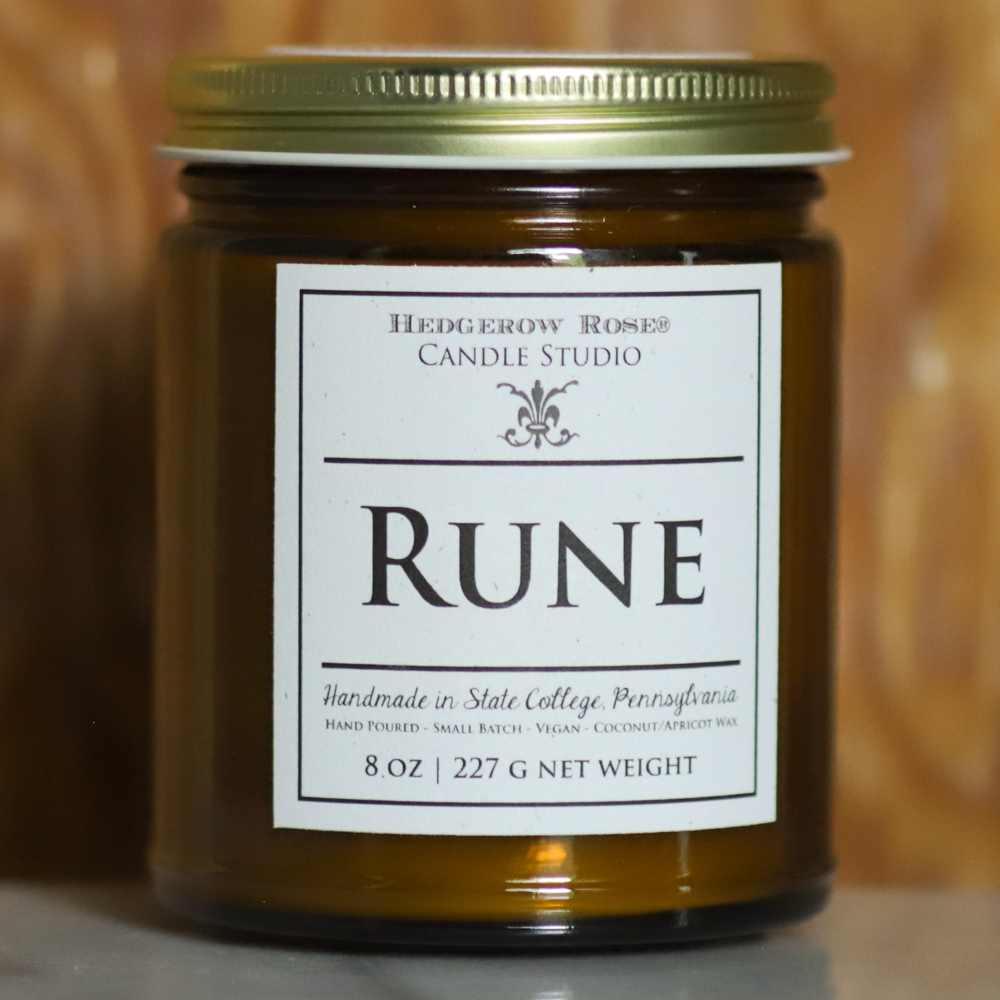 HEDGEROW ROSE®
CANDLE STUDIO
RUNE
Handmade in State College, Pennsylvania
HAND POURED - SMALL BATCH - VEGAN - COCONUT/APRICOT WAX
8 OZ | 227 G NET WEIGHT